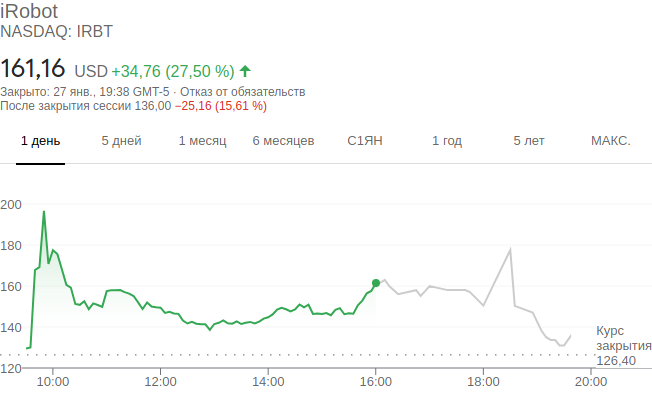 iRobot
NASDAQ: IRBT
161,16 USD +34,76 (27,50 %) ↑
Закрыто: 27 янв., 19:38 GMT-5 · Отказ от обязательств
После закрытия сессии 136,00 −25,16 (15,61 %)
1 день 5 дней 1 месяц 6 месяцев С1ЯН 1 год 5 лет МАКС.
200
180
160
140
Курс
закрытия
126,40
120
10:00 12:00 14:00 16:00 18:00 20:00